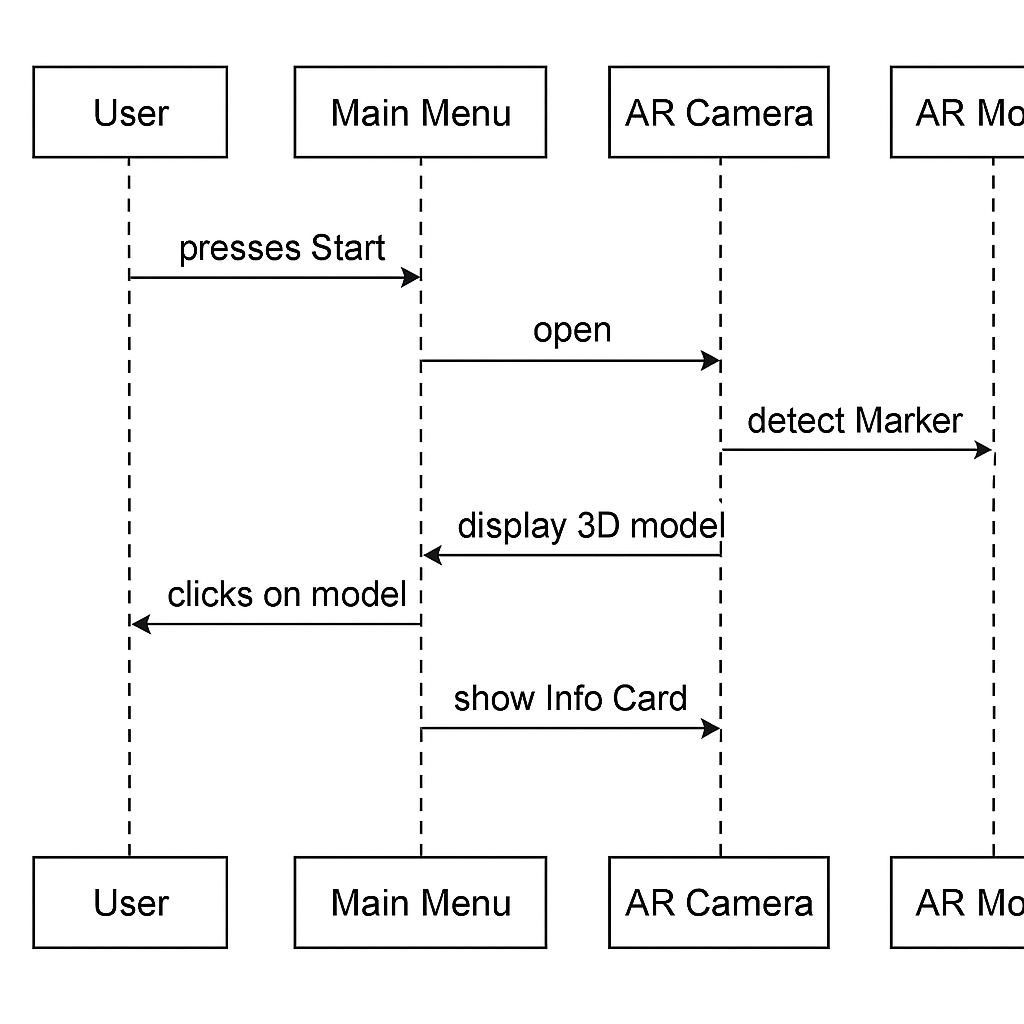 User
Main Menu
AR Camera
AR Mo
presses Start
open
detect Marker
display 3D model
clicks on model
show Info Card
User
Main Menu
AR Camera
AR Mo